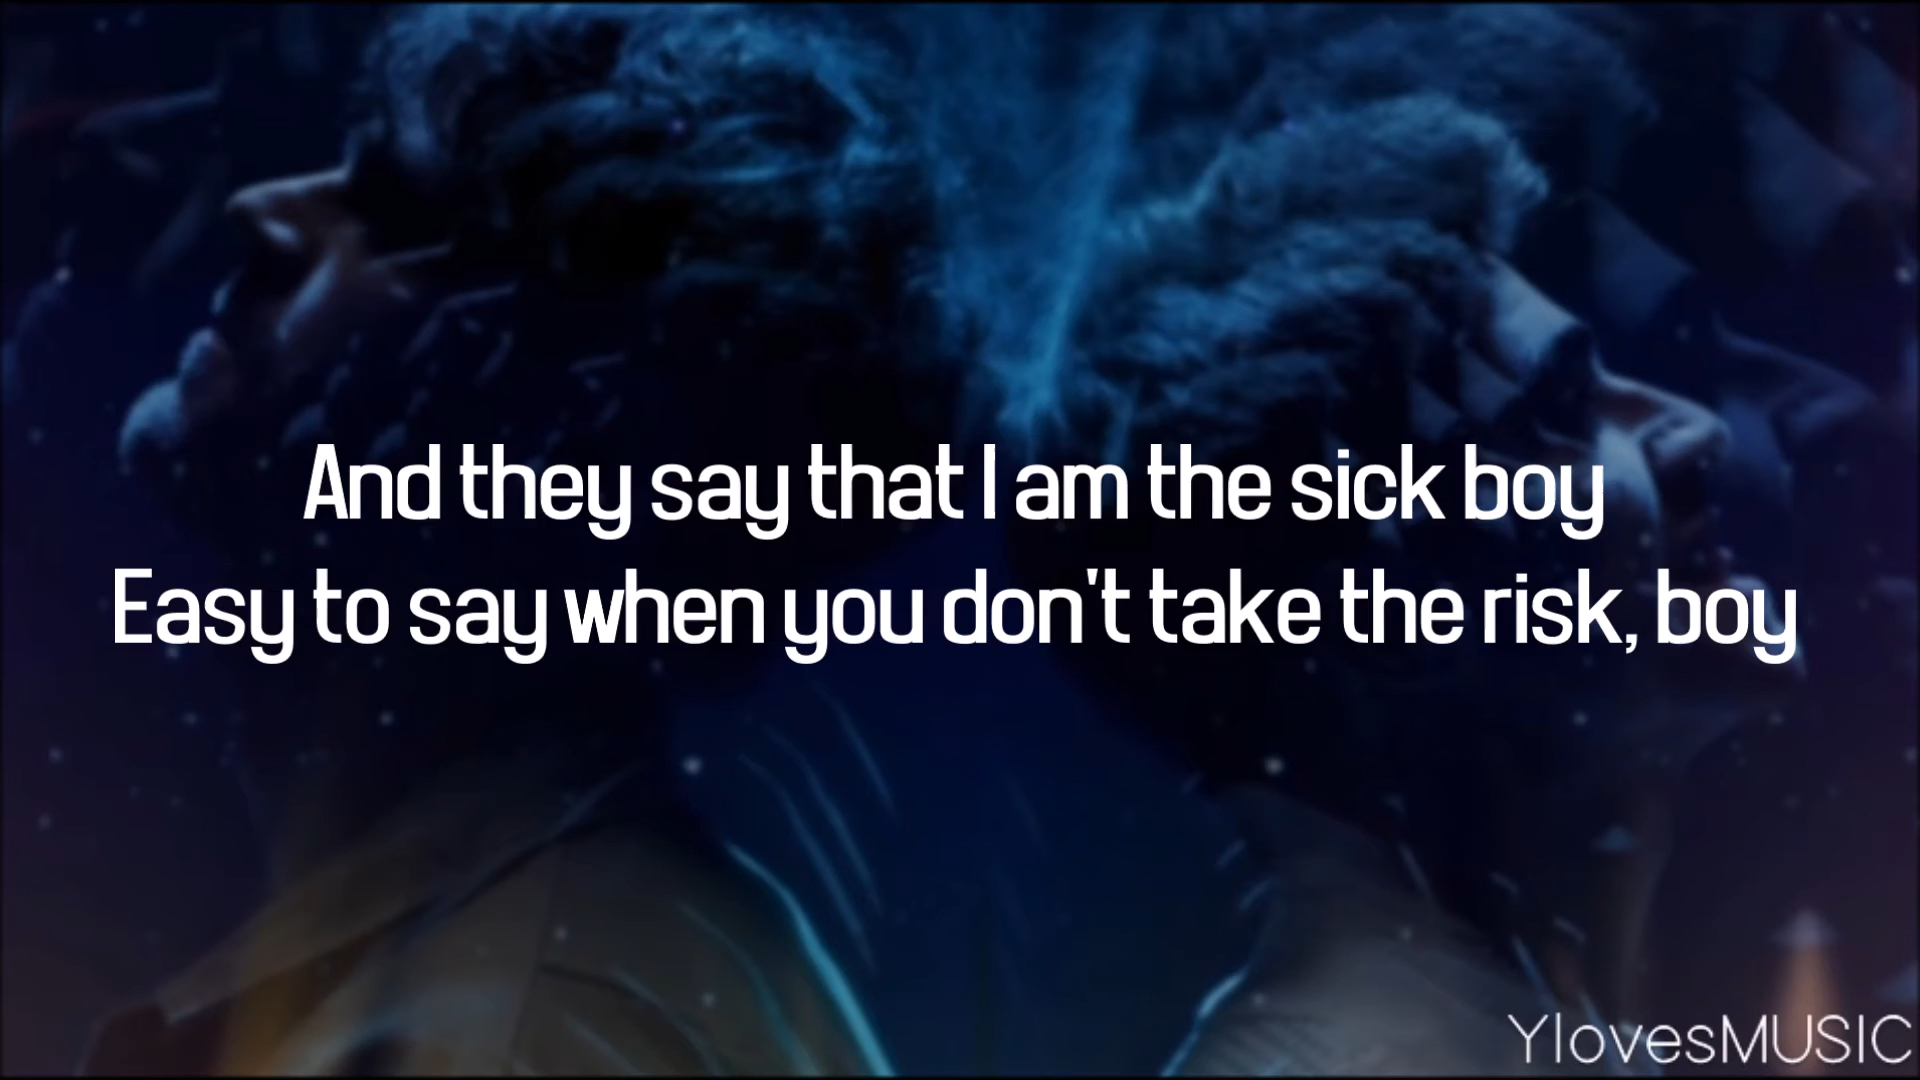 And they say that I am the sick boy
Easy to say when you don't take the risk, boy
YlovesMUSIC